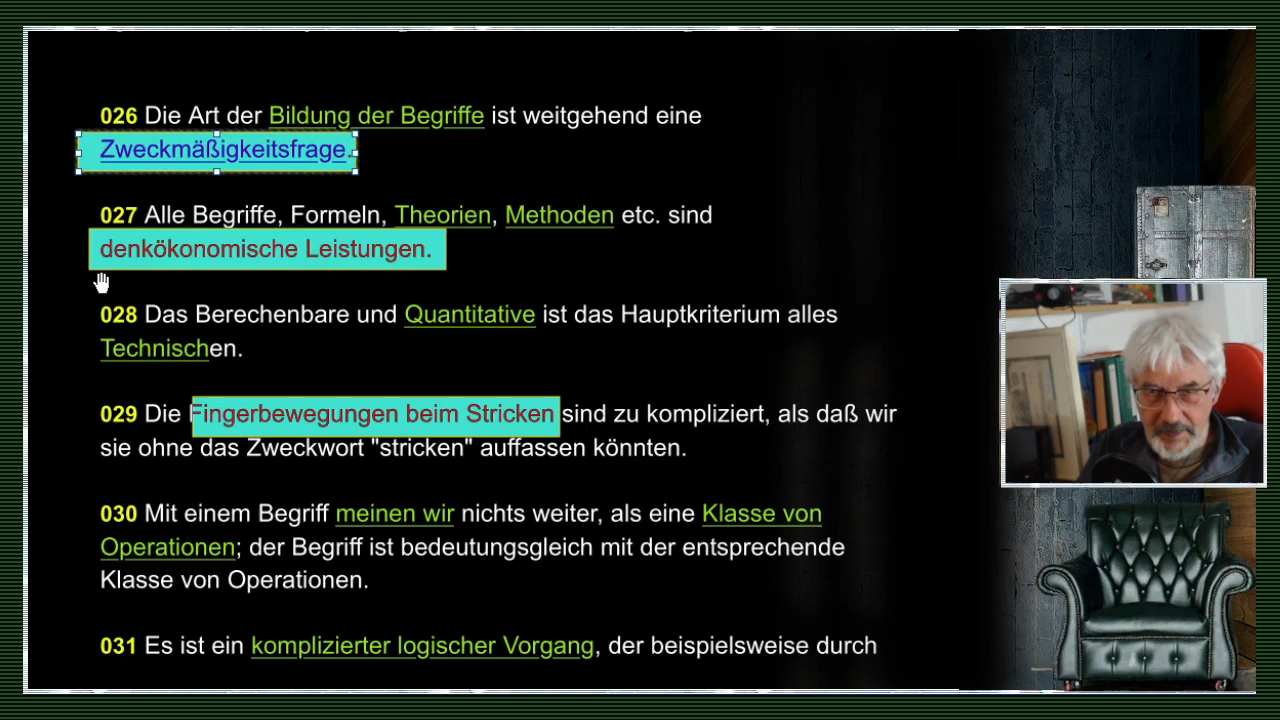 026 Die Art der Bildung der Begriffe ist weitgehend eine
Zweckmäßigkeitsfrage.
027 Alle Begriffe, Formeln, Theorien, Methoden etc. sind
denkökonomische Leistungen.
028 Das Berechenbare und Quantitative ist das Hauptkriterium alles
Technischen.
029 Die Fingerbewegungen beim Stricken sind zu kompliziert, als daß wir
sie ohne das Zweckwort "stricken" auffassen könnten.
030 Mit einem Begriff meinen wir nichts weiter, als eine Klasse von
Operationen; der Begriff ist bedeutungsgleich mit der entsprechende
Klasse von Operationen.
031 Es ist ein komplizierter logischer Vorgang, der beispielsweise durch